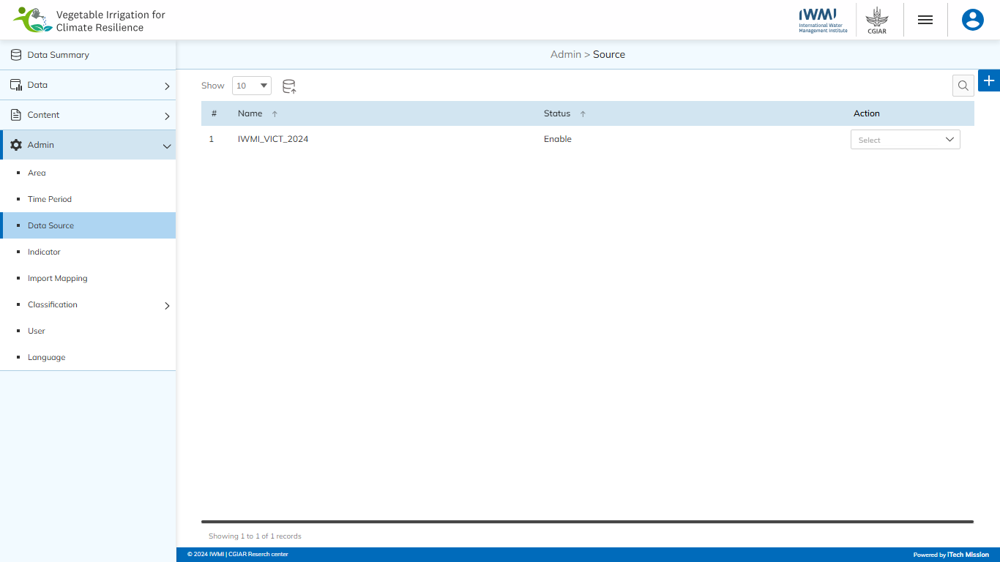 Vegetable Irrigation for
Climate Resilience
IWMI
International Water
Management Institute
CGIAR
Data Summary
Data
Content
Admin
Area
Time Period
Data Source
Indicator
Import Mapping
Classification
User
Language
Admin > Source
Show 10
# Name Status Action
1 IWMI_VICT_2024 Enable Select
Showing 1 to 1 of 1 records
© 2024 IWMI | CGIAR Reserch center
Powered by iTech Mission